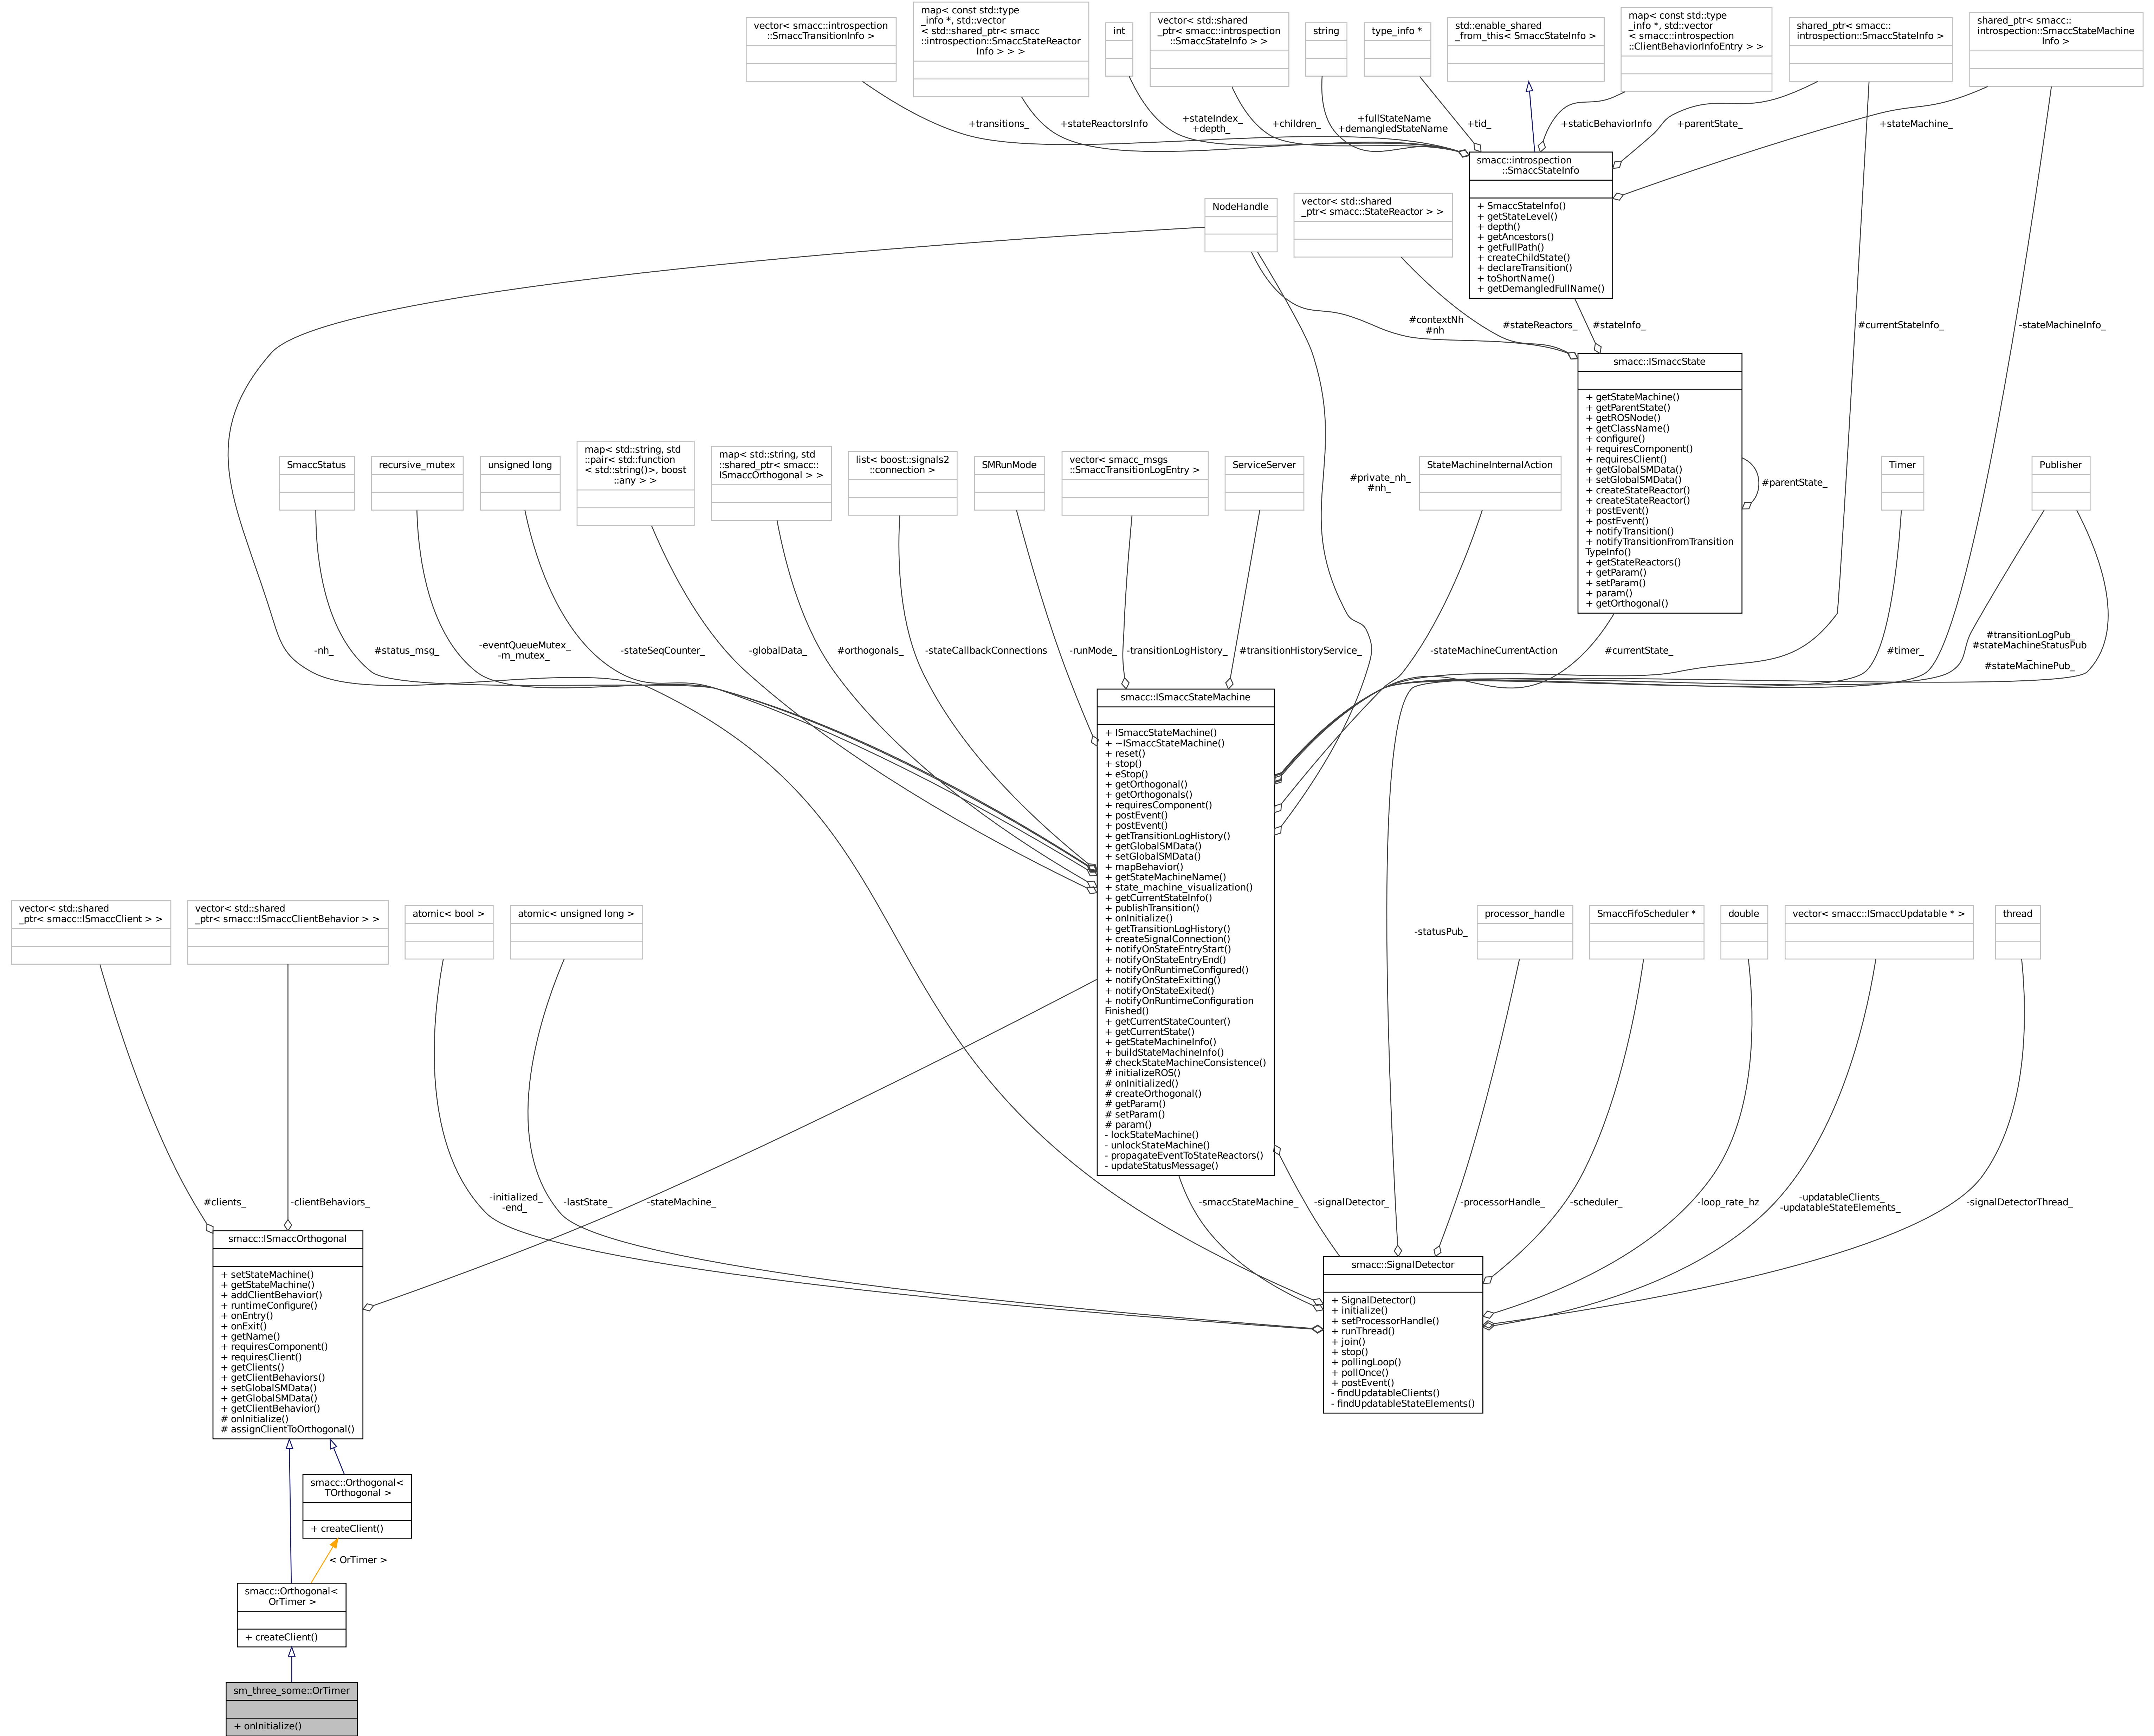 vector< smacc::introspection
::SmaccTransitionInfo >
map< const std::type
_info *, std::vector
< std::shared_ptr< smacc
::introspection::SmaccStateReactor
Info > > >
int
vector< std::shared
_ptr< smacc::introspection
::SmaccStateInfo > >
string
type_info *
std::enable_shared
_from_this< SmaccStateInfo >
map< const std::type
_info *, std::vector
< smacc::introspection
::ClientBehaviorInfoEntry > >
shared_ptr< smacc::
introspection::SmaccStateInfo >
shared_ptr< smacc::
introspection::SmaccStateMachine
Info >
+transitions_
+stateReactorsInfo
+stateIndex_
+depth_
+children_
+fullStateName
+demangledStateName
+tid_
+staticBehaviorInfo
+parentState_
+stateMachine_
smacc::introspection
::SmaccStateInfo
+ SmaccStateInfo()
+ getStateLevel()
+ depth()
+ getAncestors()
+ getFullPath()
+ createChildState()
+ declareTransition()
+ toShortName()
+ getDemangledFullName()
NodeHandle
vector< std::shared
_ptr< smacc::StateReactor > >
#contextNh
#nh
#stateReactors_
#stateInfo_
#currentStateInfo_
-stateMachineInfo_
smacc::ISmaccState
+ getStateMachine()
+ getParentState()
+ getROSNode()
+ getClassName()
+ configure()
+ requiresComponent()
+ requiresClient()
+ getGlobalSMData()
+ setGlobalSMData()
+ createStateReactor()
+ createStateReactor()
+ postEvent()
+ postEvent()
+ notifyTransition()
+ notifyTransitionFromTransition
TypeInfo()
+ getStateReactors()
+ getParam()
+ setParam()
+ param()
+ getOrthogonal()
#parentState_
SmaccStatus
recursive_mutex
unsigned long
map< std::string, std
::pair< std::function
< std::string()>, boost
::any > >
map< std::string, std
::shared_ptr< smacc::
ISmaccOrthogonal > >
list< boost::signals2
::connection >
SMRunMode
vector< smacc_msgs
::SmaccTransitionLogEntry >
ServiceServer
#private_nh_
#nh_
StateMachineInternalAction
Timer
Publisher
-nh_
#status_msg_
-eventQueueMutex_
-m_mutex_
-stateSeqCounter_
-globalData_
#orthogonals_
-stateCallbackConnections
-runMode_
-transitionLogHistory_
#transitionHistoryService_
-stateMachineCurrentAction
#currentState_
#timer_
#transitionLogPub_
#stateMachineStatusPub
_
#stateMachinePub_
smacc::ISmaccStateMachine
+ ISmaccStateMachine()
+ ~ISmaccStateMachine()
+ reset()
+ stop()
+ eStop()
+ getOrthogonal()
+ getOrthogonals()
+ requiresComponent()
+ postEvent()
+ postEvent()
+ getTransitionLogHistory()
+ getGlobalSMData()
+ setGlobalSMData()
+ mapBehavior()
+ getStateMachineName()
+ state_machine_visualization()
+ getCurrentStateInfo()
+ publishTransition()
+ onInitialize()
+ getTransitionLogHistory()
+ createSignalConnection()
+ notifyOnStateEntryStart()
+ notifyOnStateEntryEnd()
+ notifyOnRuntimeConfigured()
+ notifyOnStateExitting()
+ notifyOnStateExited()
+ notifyOnRuntimeConfiguration
Finished()
+ getCurrentStateCounter()
+ getCurrentState()
+ getStateMachineInfo()
+ buildStateMachineInfo()
# checkStateMachineConsistence()
# initializeROS()
# onInitialized()
# createOrthogonal()
# getParam()
# setParam()
# param()
- lockStateMachine()
- unlockStateMachine()
- propagateEventToStateReactors()
- updateStatusMessage()
vector< std::shared
_ptr< smacc::ISmaccClient > >
vector< std::shared
_ptr< smacc::ISmaccClientBehavior > >
atomic< bool >
atomic< unsigned long >
-statusPub_
processor_handle
SmaccFifoScheduler *
double
vector< smacc::ISmaccUpdatable * >
thread
#clients_
-clientBehaviors_
-initialized_
-end_
-lastState_
-stateMachine_
-smaccStateMachine_
-signalDetector_
-processorHandle_
-scheduler_
-loop_rate_hz
-updatableClients_
-updatableStateElements_
-signalDetectorThread_
smacc::ISmaccOrthogonal
+ setStateMachine()
+ getStateMachine()
+ addClientBehavior()
+ runtimeConfigure()
+ onEntry()
+ onExit()
+ getName()
+ requiresComponent()
+ requiresClient()
+ getClients()
+ getClientBehaviors()
+ setGlobalSMData()
+ getGlobalSMData()
+ getClientBehavior()
# onInitialize()
# assignClientToOrthogonal()
smacc::SignalDetector
+ SignalDetector()
+ initialize()
+ setProcessorHandle()
+ runThread()
+ join()
+ stop()
+ pollingLoop()
+ pollOnce()
+ postEvent()
- findUpdatableClients()
- findUpdatableStateElements()
smacc::Orthogonal<
TOrthogonal >
+ createClient()
< OrTimer >
smacc::Orthogonal<
OrTimer >
+ createClient()
sm_three_some::OrTimer
+ onInitialize()